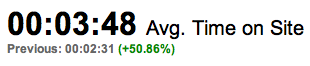 00:03:48 Avg. Time on Site
Previous: 00:02:31 (+50.86%)